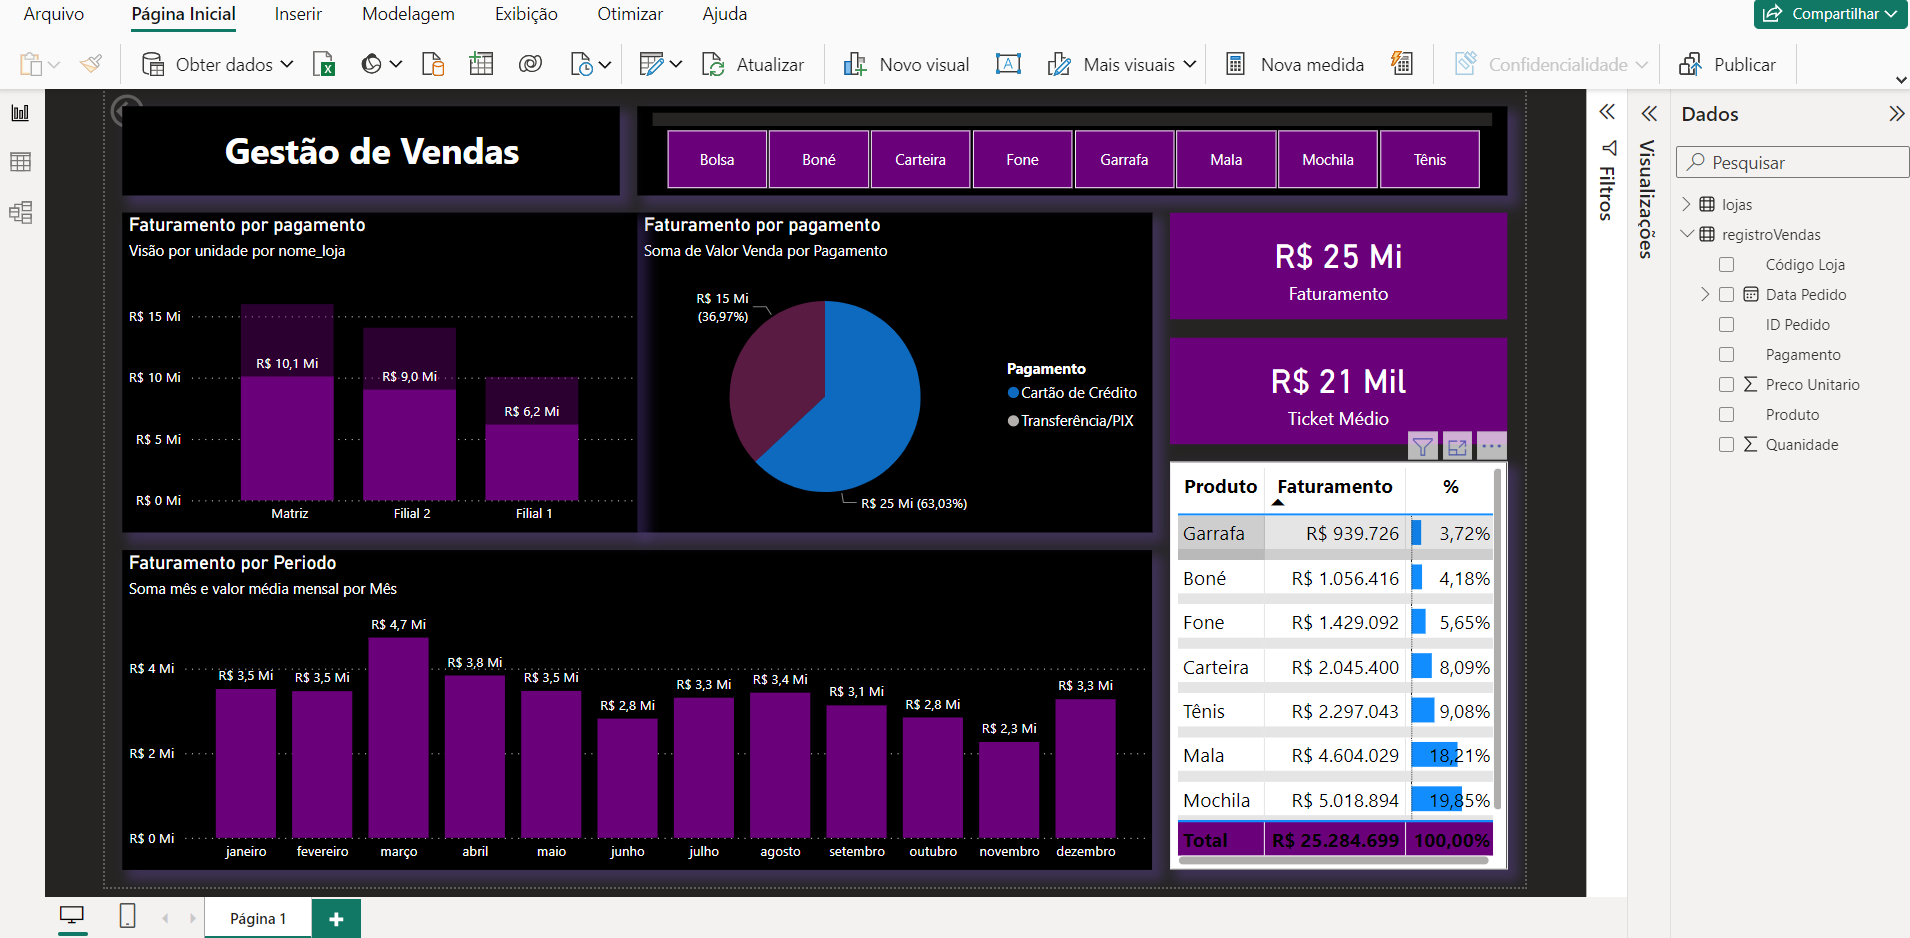 Arquivo Página Inicial Inserir Modelagem Exibição Otimizar Ajuda Compartilhar
Obter dados Atualizar A Novo visual Mais visuais Nova medida Confidencialidade Publicar
Gestão de Vendas
Bolsa Boné Carteira Fone Garrafa Mala Mochila Tênis
Faturamento por pagamento
Visão por unidade por nome_loja
R$ 15 Mi
R$ 10 Mi
R$ 5 Mi
R$ 0 Mi
R$ 10,1 Mi
R$ 9,0 Mi
R$ 6,2 Mi
Matriz Filial 2 Filial 1
Faturamento por pagamento
Soma de Valor Venda por Pagamento
R$ 15 Mi
(36,97%)
R$ 25 Mi (63,03%)
Pagamento
Cartão de Crédito
Transferência/PIX
R$ 25 Mi
Faturamento
R$ 21 Mil
Ticket Médio
Faturamento por Periodo
Soma mês e valor média mensal por Mês
R$ 4 Mi
R$ 2 Mi
R$ 0 Mi
R$ 3,5 Mi R$ 3,5 Mi R$ 4,7 Mi R$ 3,8 Mi R$ 3,5 Mi R$ 2,8 Mi R$ 3,3 Mi R$ 3,4 Mi R$ 3,1 Mi R$ 2,8 Mi R$ 2,3 Mi R$ 3,3 Mi
janeiro fevereiro março abril maio junho julho agosto setembro outubro novembro dezembro
Produto Faturamento %
Garrafa R$ 939.726 3,72%
Boné R$ 1.056.416 4,18%
Fone R$ 1.429.092 5,65%
Carteira R$ 2.045.400 8,09%
Tênis R$ 2.297.043 9,08%
Mala R$ 4.604.029 18,21%
Mochila R$ 5.018.894 19,85%
Total R$ 25.284.699 100,00%
Filtros
Visualizações
Dados
Pesquisar
lojas
registroVendas
Código Loja
Data Pedido
ID Pedido
Pagamento
Preco Unitario
Produto
Quanidade
Página 1